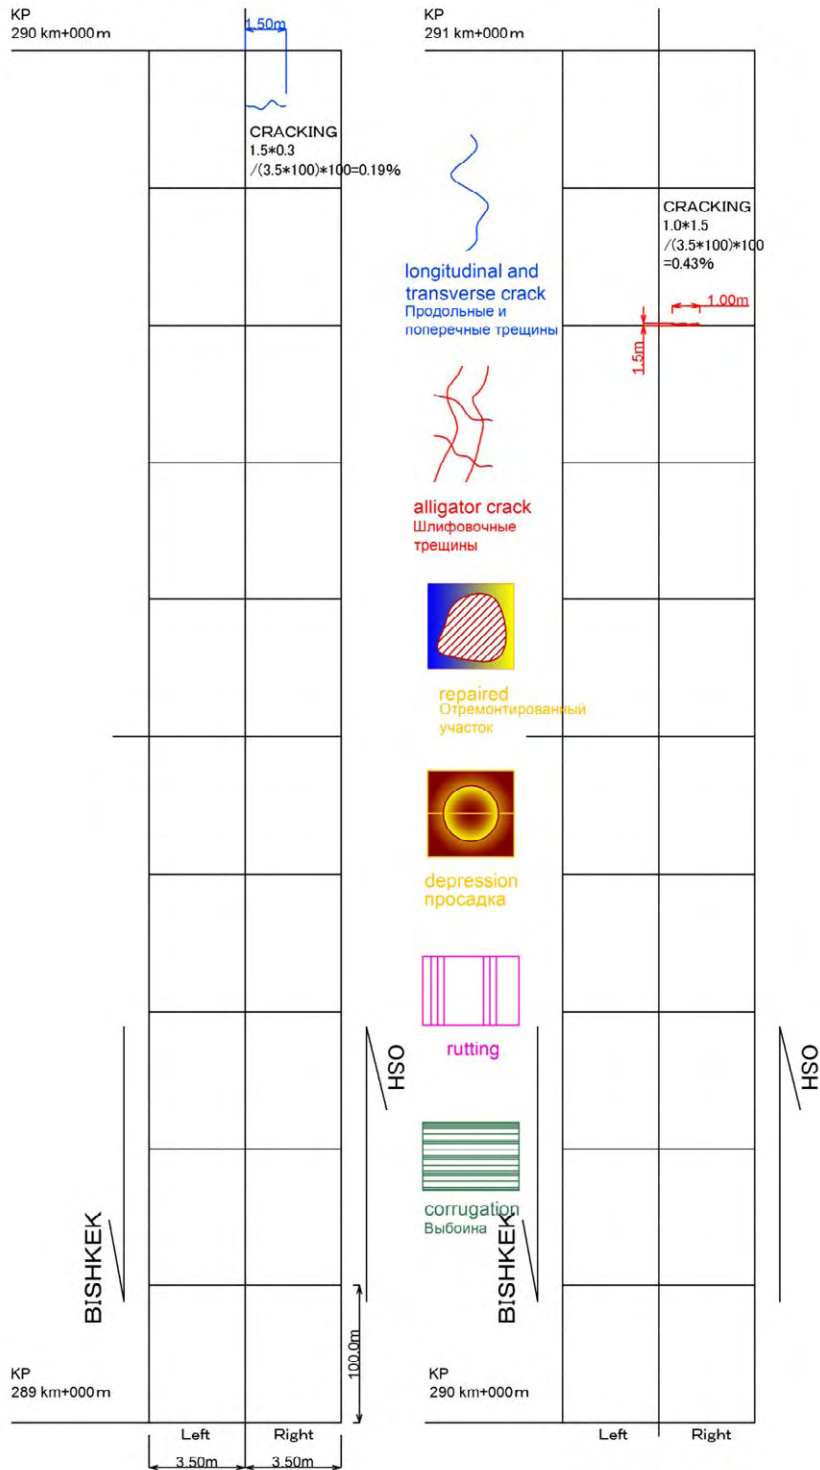 KP
290 km+000m
1.50m
CRACKING
1.5*0.3
/(3.5*100)*100=0.19%
BISHKEK
OSH
100.0m
KP
289 km+000m
Left
Right
3.50m
3.50m
longitudinal and
transverse crack
Продольные и
поперечные трещины
alligator crack
Шлифовочные
трещины
repaired
Отремонтированный
участок
depression
просадка
rutting
corrugation
Выбоина
KP
291 km+000m
CRACKING
1.0*1.5
/(3.5*100)*100
=0.43%
1.00m
1.5m
BISHKEK
OSH
KP
290 km+000m
Left
Right